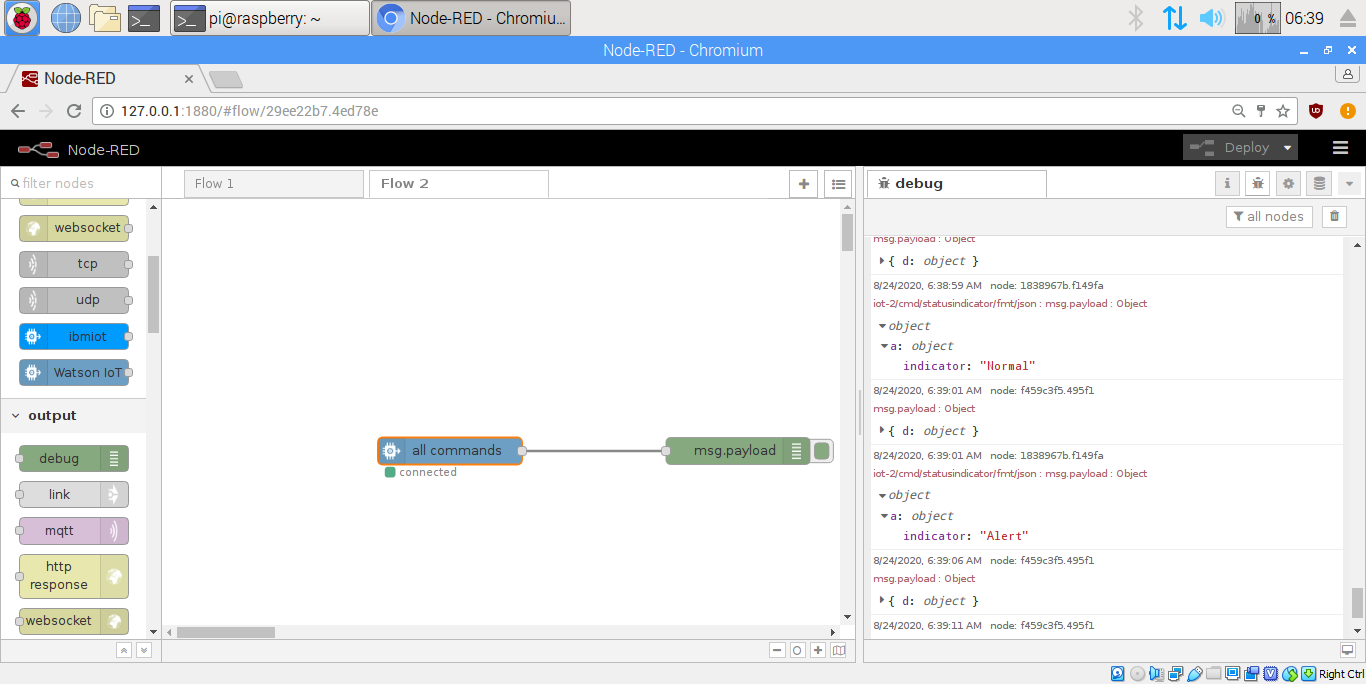 pi@raspberry: ~
Node-RED - Chromiu...
0 %
06:39
Node-RED - Chromium
Node-RED
127.0.0.1:1880/#flow/29ee22b7.4ed78e
Node-RED
Deploy
filter nodes
Flow 1
Flow 2
debug
all nodes
websocket
tcp
udp
ibmiot
Watson IoT
output
debug
link
mqtt
http
response
websocket
all commands
connected
msg.payload
msg.payload : Object
{ d: object }
8/24/2020, 6:38:59 AM node: 1838967b.f149fa
iot-2/cmd/statusindicator/fmt/json : msg.payload : Object
object
a: object
indicator: "Normal"
8/24/2020, 6:39:01 AM node: f459c3f5.495f1
msg.payload : Object
{ d: object }
8/24/2020, 6:39:01 AM node: 1838967b.f149fa
iot-2/cmd/statusindicator/fmt/json : msg.payload : Object
object
a: object
indicator: "Alert"
8/24/2020, 6:39:06 AM node: f459c3f5.495f1
msg.payload : Object
{ d: object }
8/24/2020, 6:39:11 AM node: f459c3f5.495f1
Right Ctrl